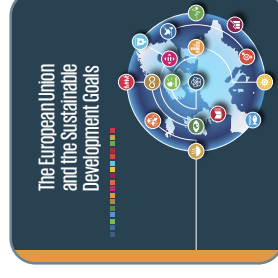 The European Union
and the Sustainable
Development Goals